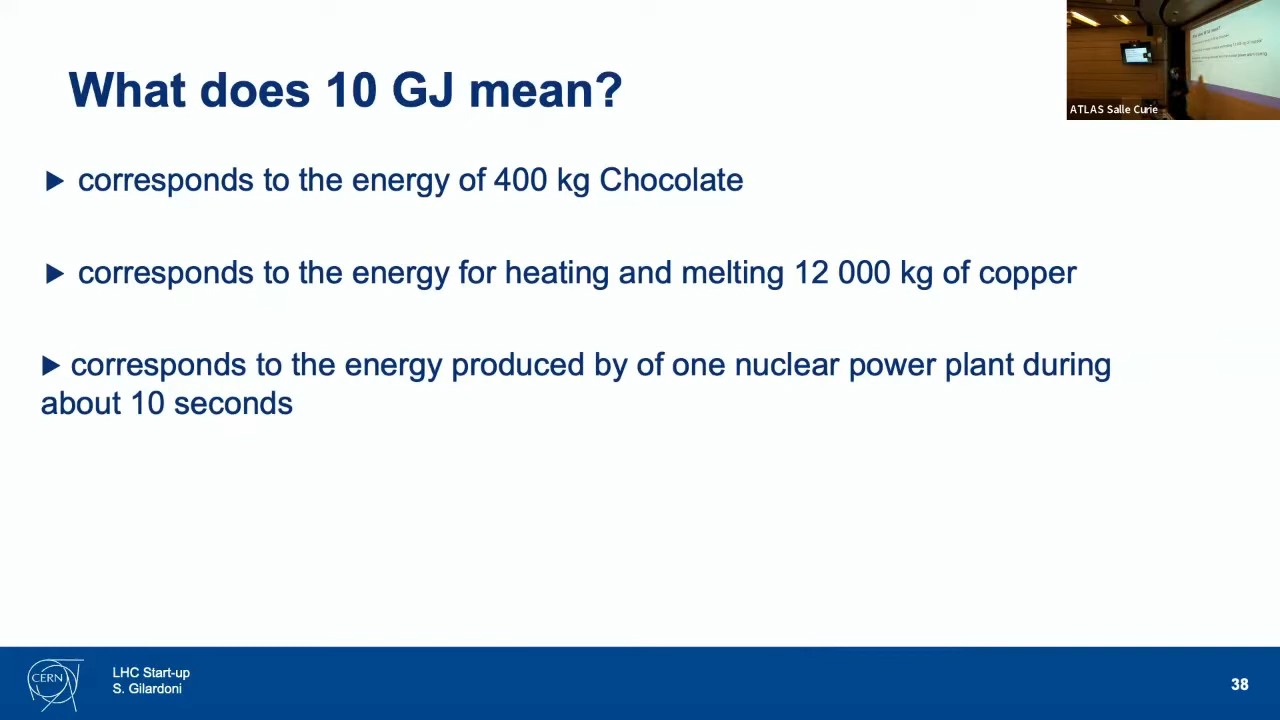 What does 10 GJ mean?
ATLAS Salle Curie
▶ corresponds to the energy of 400 kg Chocolate
▶ corresponds to the energy for heating and melting 12 000 kg of copper
▶ corresponds to the energy produced by of one nuclear power plant during
about 10 seconds
CERN
LHC Start-up
S. Gilardoni
38